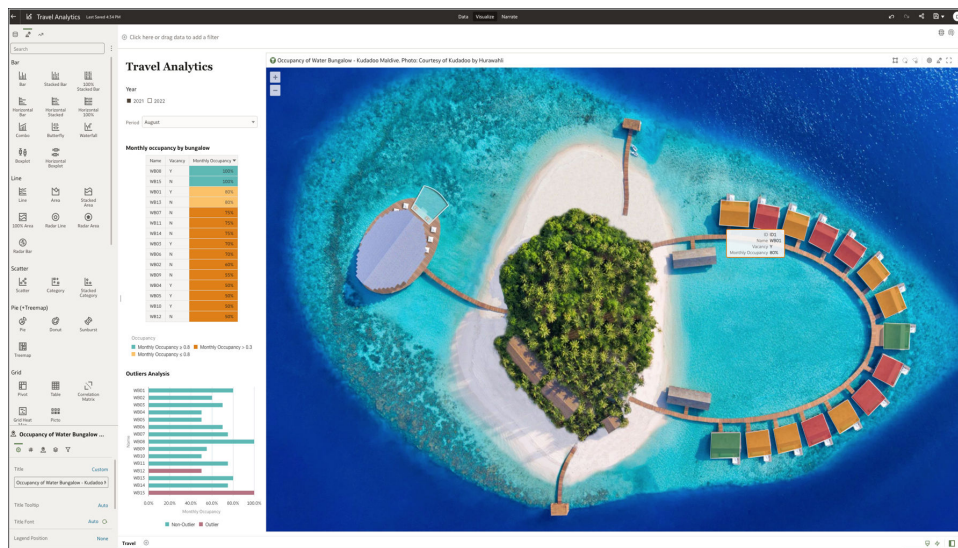 Travel Analytics Last Saved 4:54 PM
Data Visualize Narrate
Click here or drag data to add a filter
Search
Bar
Bar Stacked Bar 100% Stacked Bar
Horizontal Bar Horizontal Stacked Horizontal 100%
Combo Butterfly Waterfall
Boxplot Horizontal Boxplot
Line
Line Area Stacked Area
100% Area Radar Line Radar Area
Radar Bar
Scatter
Scatter Category Stacked Category
Pie (+Treemap)
Pie Donut Sunburst
Treemap
Grid
Pivot Table Correlation Matrix
Grid-Heat Picto
Occupancy of Water Bungalow ...
Title Custom
Occupancy of Water Bungalow - Kudadoo
Title Tooltip Auto
Title Font Auto
Legend Position None
Travel Analytics
Year
2021 2022
Period August
Monthly occupancy by bungalow
Name Vacancy Monthly Occupancy
WB08 Y 100%
WB15 N 100%
WB01 Y 80%
WB13 N 80%
WB07 N 75%
WB11 N 75%
WB14 N 75%
WB03 Y 70%
WB06 N 70%
WB02 N 60%
WB09 N 55%
WB04 Y 50%
WB05 Y 50%
WB10 Y 50%
WB12 N 50%
Occupancy
Monthly Occupancy ≥ 0.9 Monthly Occupancy > 0.3
Monthly Occupancy ≥ 0.8
Outliers Analysis
Name
WB01
WB02
WB03
WB04
WB05
WB06
WB07
WB08
WB09
WB10
WB11
WB12
WB13
WB14
WB15
0.0% 20.0% 40.0% 60.0% 80.0% 100.0%
Monthly Occupancy
Non-Outlier Outlier
Occupancy of Water Bungalow - Kudadoo Maldive. Photo: Courtesy of Kudadoo by Hurawahli
ID ID1
Name WB01
Vacancy Y
Monthly Occupancy 80%
Travel